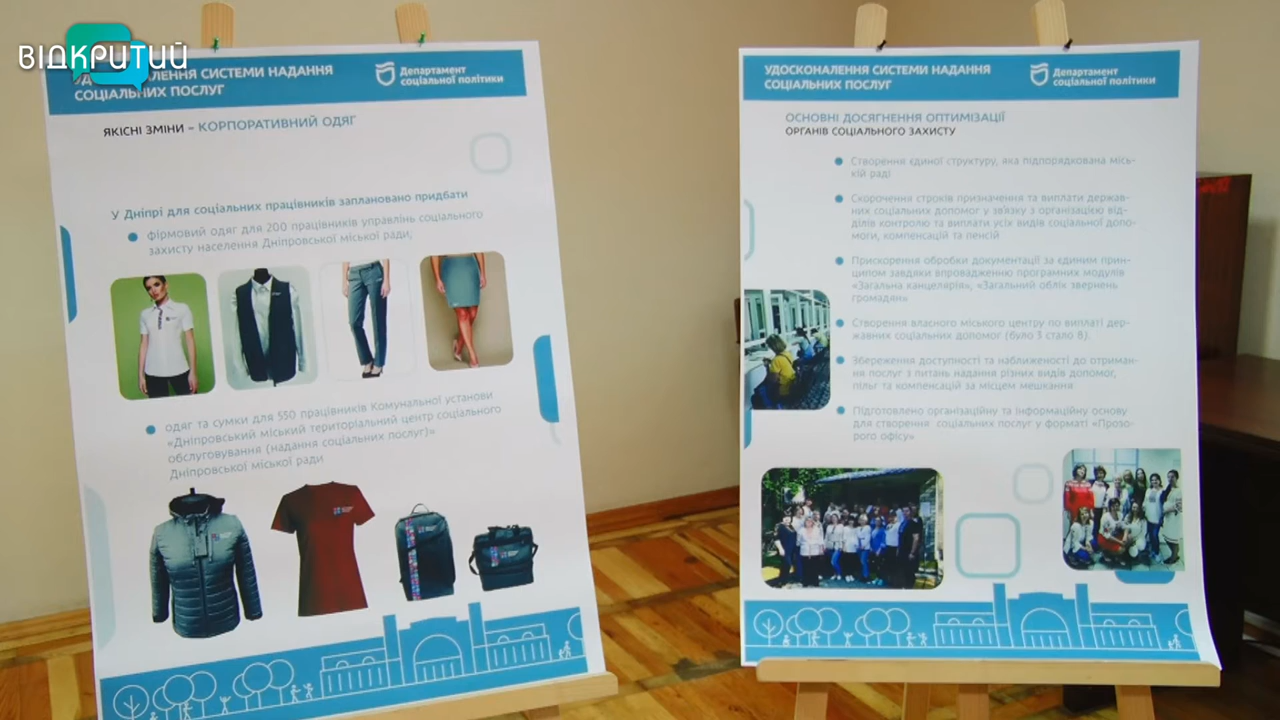 ВІДКРИТИЙ
УДОСКОНАЛЕННЯ СИСТЕМИ НАДАННЯ
СОЦІАЛЬНИХ ПОСЛУГ
Департамент
соціальної політики
ЯКІСНІ ЗМІНИ – КОРПОРАТИВНИЙ ОДЯГ
У Дніпрі для соціальних працівників заплановано придбати
фірмовий одяг для 200 працівників управлінь соціального
захисту населення Дніпровської міської ради;
одяг та сумки для 550 працівників Комунальної установи
«Дніпровський міський територіальний центр соціального
обслуговування (надання соціальних послуг)»
Дніпровської міської ради
УДОСКОНАЛЕННЯ СИСТЕМИ НАДАННЯ
СОЦІАЛЬНИХ ПОСЛУГ
Департамент
соціальної політики
ОСНОВНІ ДОСЯГНЕННЯ ОПТИМІЗАЦІЇ
ОРГАНІВ СОЦІАЛЬНОГО ЗАХИСТУ
Створення єдиної структуру, яка підпорядкована місь-
кій раді
Скорочення строків призначення та виплати держав-
них соціальних допомог у зв'язку з організацією від-
ділів контролю та виплати усіх видів соціальної допо-
моги, компенсацій та пенсій
Прискорення обробки документації за єдиним прин-
ципом завдяки впровадженню програмних модулів
«Загальна канцелярія», «Загальний облік звернень
громадян»
Створення власного міського центру по виплаті дер-
жавних соціальних допомог (було 3 стало 8).
Збереження доступності та наближеності до отриман-
ня послуг з питань надання різних видів допомог,
пільг та компенсацій за місцем мешкання
Підготовлено організаційну та інформаційну основу
для створення соціальних послуг у форматі «Прозо-
рого офісу»